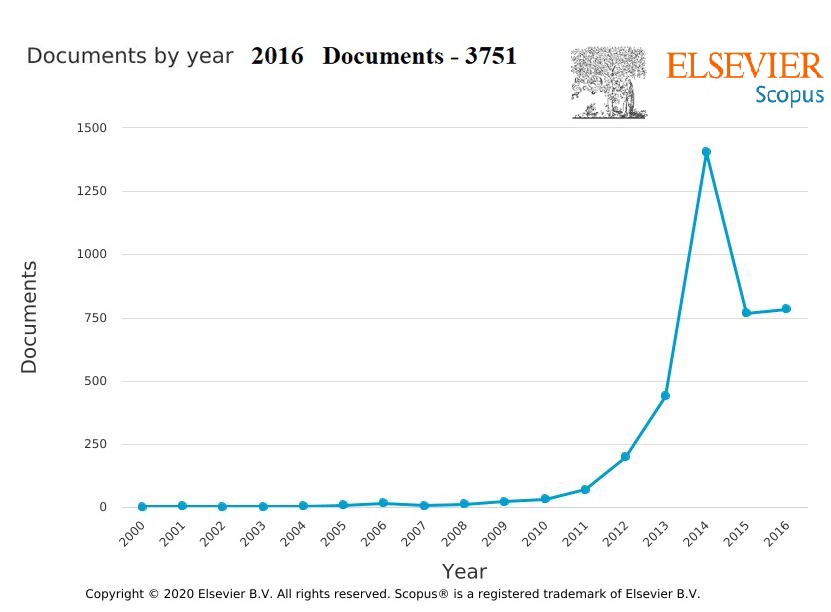 Documents by year 2016 Documents - 3751
ELSEVIER
Scopus
1500
1250
1000
750
500
250
0
Documents
2000 2001 2002 2003 2004 2005 2006 2007 2008 2009 2010 2011 2012 2013 2014 2015 2016
Year
Copyright © 2020 Elsevier B.V. All rights reserved. Scopus® is a registered trademark of Elsevier B.V.